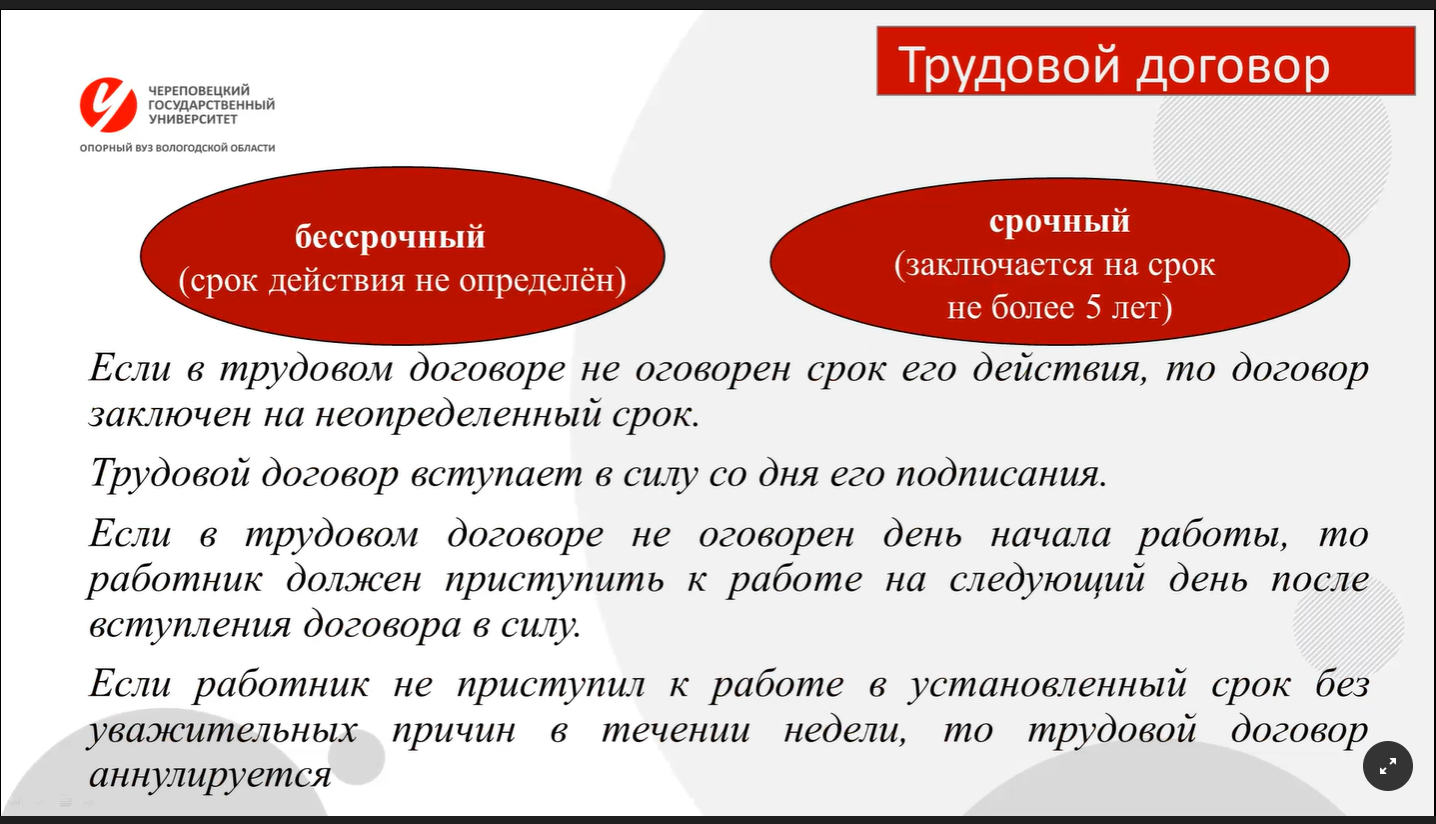 Трудовой договор
ЧЕРЕПОВЕЦКИЙ
ГОСУДАРСТВЕННЫЙ
УНИВЕРСИТЕТ
ОПОРНЫЙ ВУЗ ВОЛОГОДСКОЙ ОБЛАСТИ
бессрочный
(срок действия не определён)
срочный
(заключается на срок
не более 5 лет)
Если в трудовом договоре не оговорен срок его действия, то договор
заключен на неопределенный срок.
Трудовой договор вступает в силу со дня его подписания.
Если в трудовом договоре не оговорен день начала работы, то
работник должен приступить к работе на следующий день после
вступления договора в силу.
Если работник не приступил к работе в установленный срок без
уважительных причин в течении недели, то трудовой договор
аннулируется